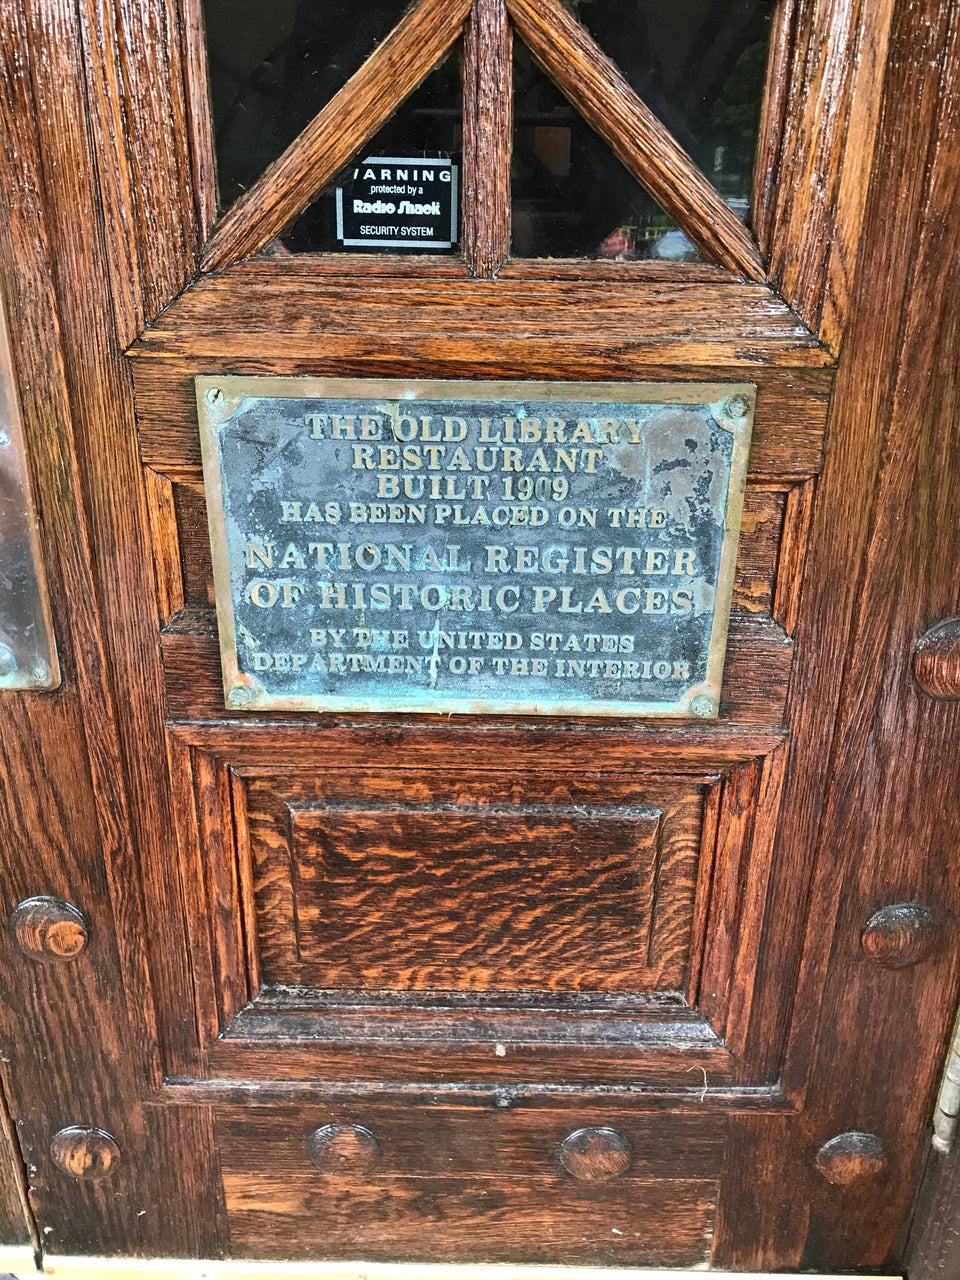 WARNING
protected by a
Radio Shack
SECURITY SYSTEM
THE OLD LIBRARY
RESTAURANT
BUILT 1909
HAS BEEN PLACED ON THE
NATIONAL REGISTER
OF HISTORIC PLACES
BY THE UNITED STATES
DEPARTMENT OF THE INTERIOR